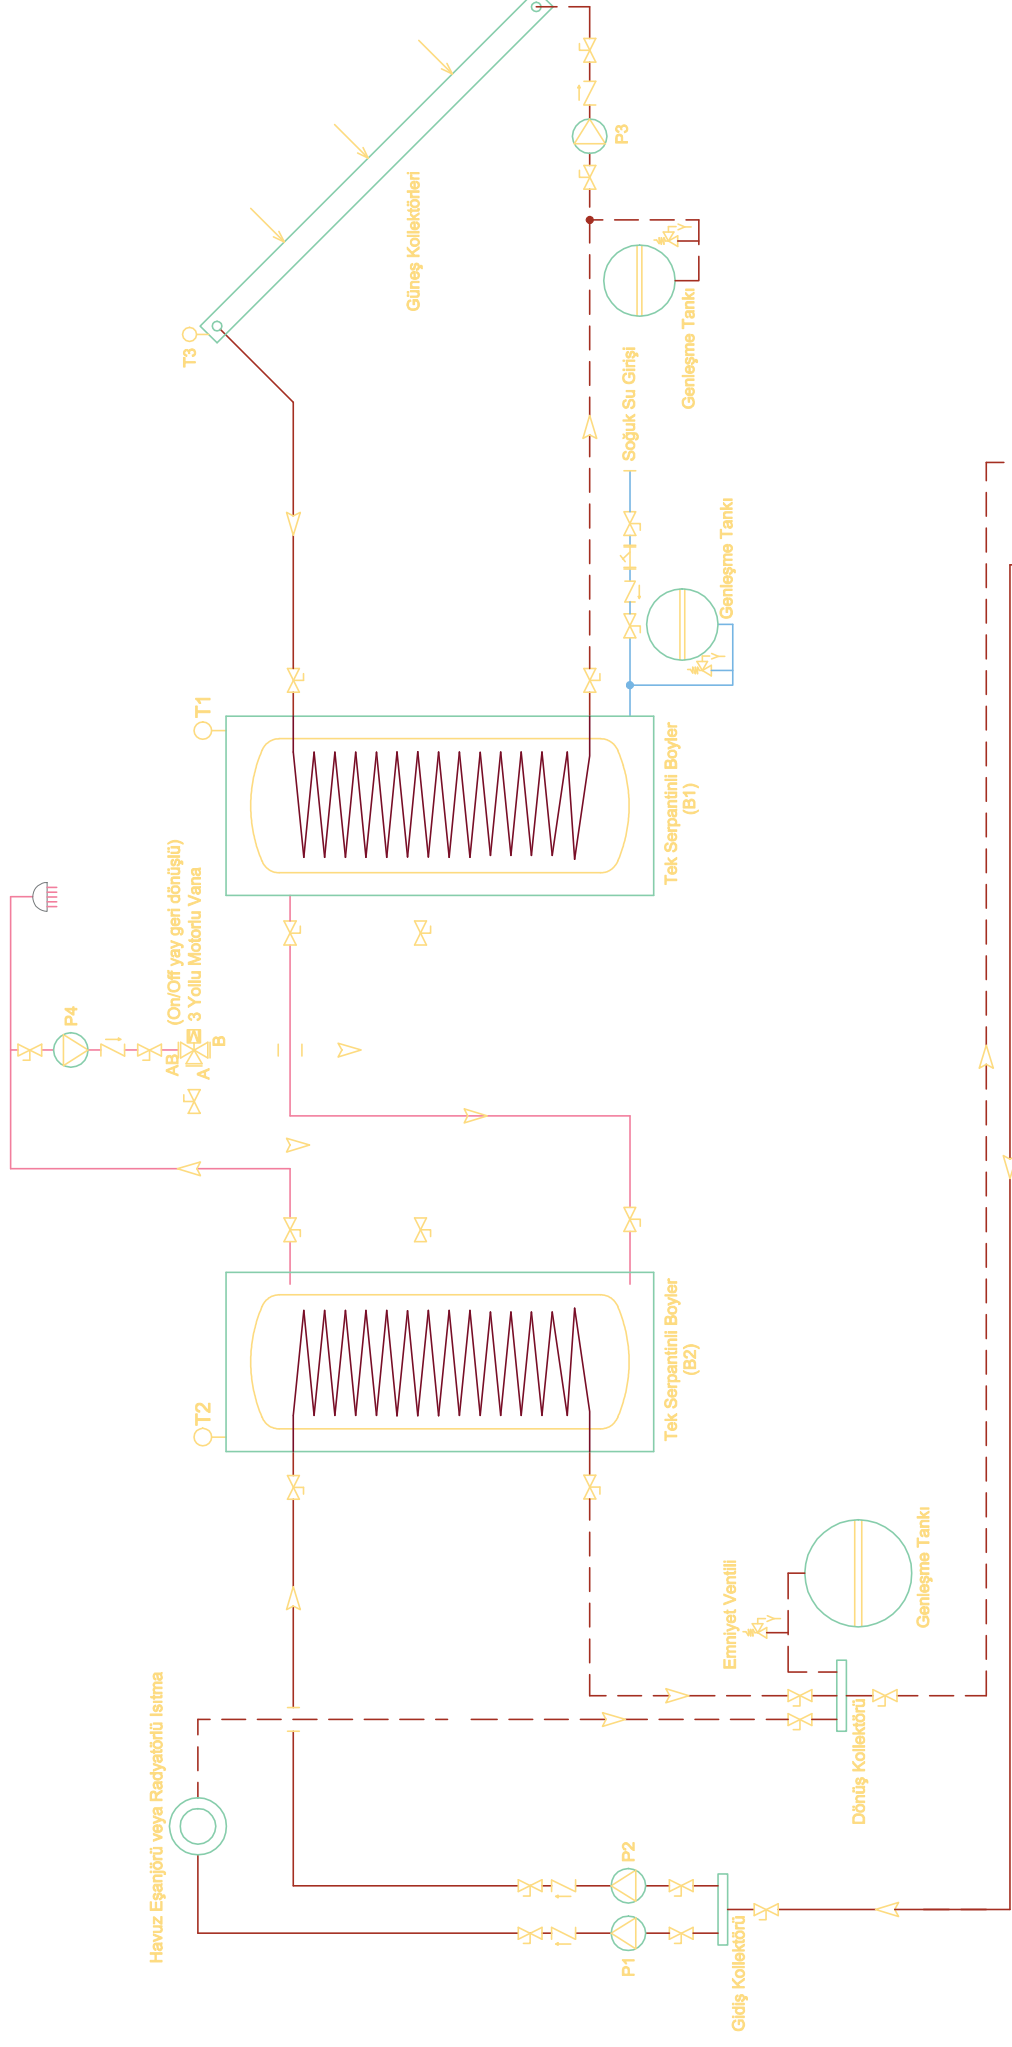 P3
Güneş Kollektörleri
Genleşme Tankı
T3
Soğuk Su Girişi
Genleşme Tankı
T1
Tek Serpantinli Boyler
(B1)
(On/Off yay geri dönüşlü)
3 Yollu Motorlu Vana
M
P4
AB
A
B
T2
Tek Serpantinli Boyler
(B2)
Genleşme Tankı
Emniyet Ventili
Havuz Eşanjörü veya Radyatörlü Isıtma
Dönüş Kollektörü
P2
P1
Gidiş Kollektörü